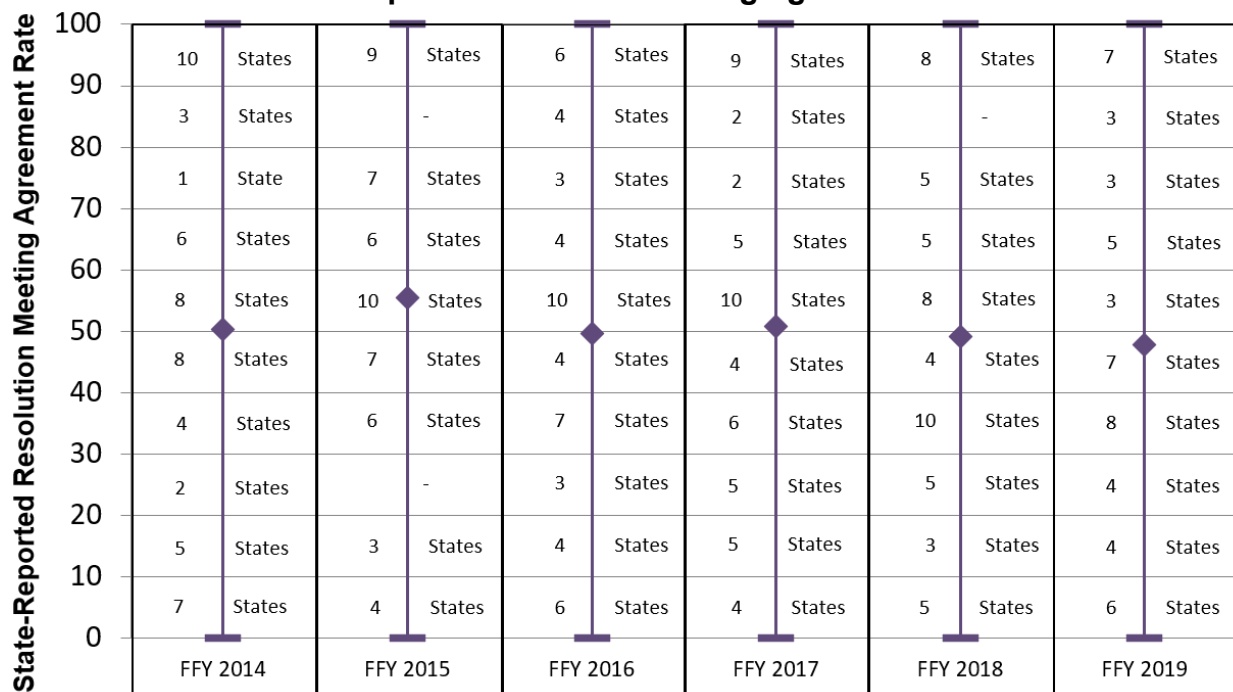 State-Reported Resolution Meeting Agreement Rate
100
10 States 9 States 6 States 9 States 8 States 7 States
90
3 States - 4 States 2 States - 3 States
80
1 State 7 States 3 States 2 States 5 States 3 States
70
6 States 6 States 4 States 5 States 5 States 5 States
60
8 States 10 States 10 States 10 States 8 States 3 States
50
8 States 7 States 4 States 4 States 4 States 7 States
40
4 States 6 States 7 States 6 States 10 States 8 States
30
2 States - 3 States 5 States 5 States 4 States
20
5 States 3 States 4 States 5 States 3 States 4 States
10
7 States 4 States 6 States 4 States 5 States 6 States
0
FFY 2014 FFY 2015 FFY 2016 FFY 2017 FFY 2018 FFY 2019